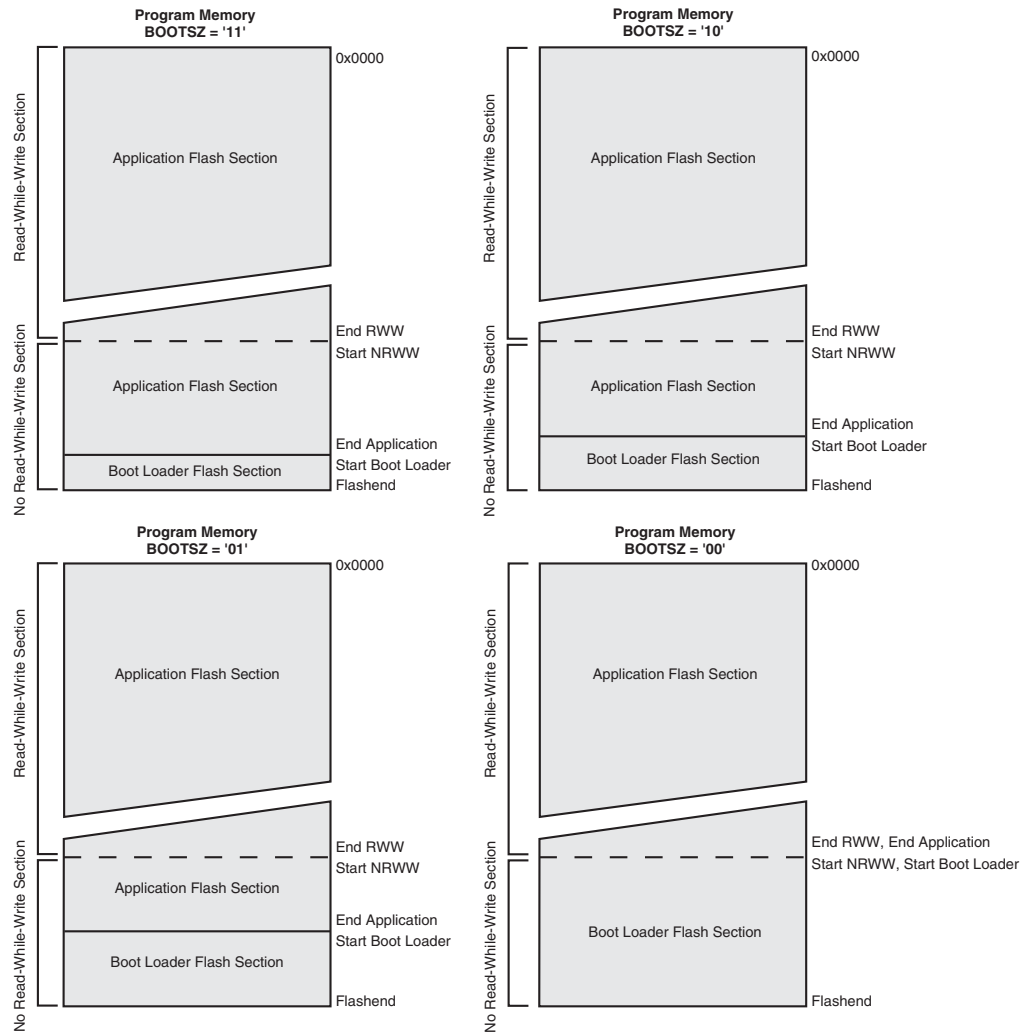 Program Memory
BOOTSZ = '11'
0x0000
Read-While-Write Section
Application Flash Section
End RWW
Start NRWW
No Read-While-Write Section
Application Flash Section
End Application
Start Boot Loader
Boot Loader Flash Section
Flashend
Program Memory
BOOTSZ = '10'
0x0000
Read-While-Write Section
Application Flash Section
End RWW
Start NRWW
No Read-While-Write Section
Application Flash Section
End Application
Start Boot Loader
Boot Loader Flash Section
Flashend
Program Memory
BOOTSZ = '01'
0x0000
Read-While-Write Section
Application Flash Section
End RWW
Start NRWW
No Read-While-Write Section
Application Flash Section
End Application
Start Boot Loader
Boot Loader Flash Section
Flashend
Program Memory
BOOTSZ = '00'
0x0000
Read-While-Write Section
Application Flash Section
End RWW, End Application
Start NRWW, Start Boot Loader
No Read-While-Write Section
Boot Loader Flash Section
Flashend